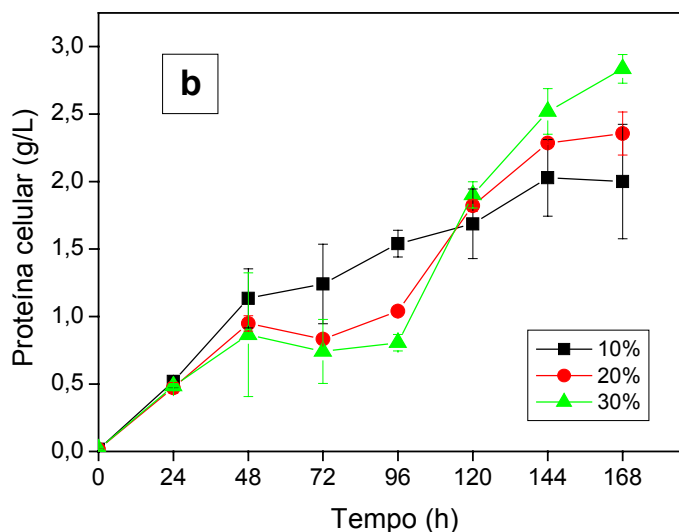 b
Proteína celular (g/L)
3,0
2,5
2,0
1,5
1,0
0,5
0,0
0 24 48 72 96 120 144 168
Tempo (h)
10%
20%
30%